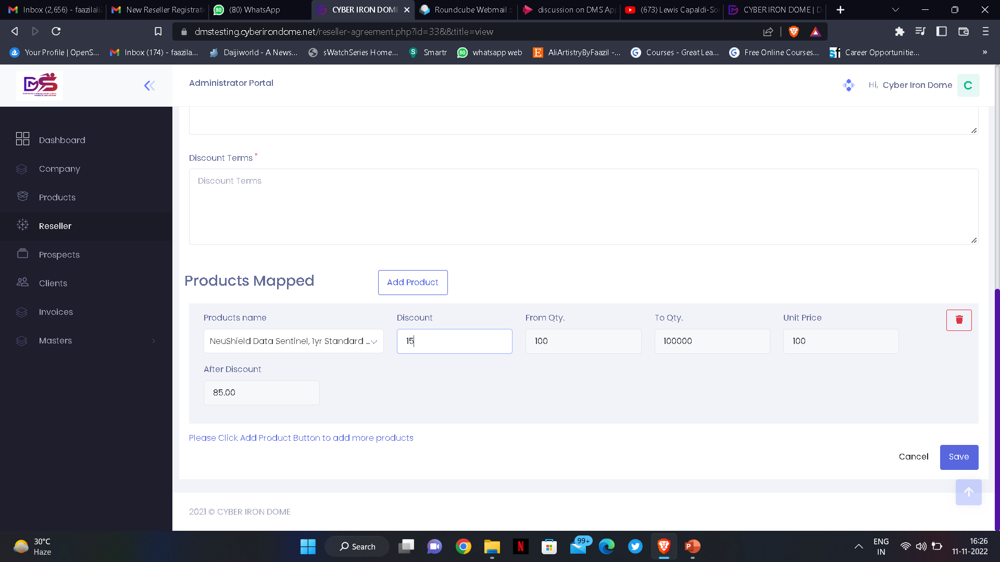 Inbox (2,656) - faazilali
New Reseller Registrati
(80) WhatsApp
CYBER IRON DOME
Roundcube Webmail ::
discussion on DMS Ap
(673) Lewis Capaldi-So
CYBER IRON DOME | D
dmstesting.cyberirondome.net/reseller-agreement.php?id=33&&title=view
Your Profile | OpenS...
Inbox (174) - faazila...
Daijiworld - A News...
sWatchSeries Home...
Smartr
whatsapp web
AliArtistryByFaazil -...
Courses - Great Lea...
Free Online Courses...
Career Opportunitie...
»
DMS
Administrator Portal
Hi, Cyber Iron Dome
C
Dashboard
Company
Products
Reseller
Prospects
Clients
Invoices
Masters
Discount Terms *
Discount Terms
Products Mapped
Add Product
Products name
Discount
From Qty.
To Qty.
Unit Price
NeuShield Data Sentinel, 1yr Standard ...
15
100
100000
100
After Discount
85.00
Please Click Add Product Button to add more products
Cancel
Save
2021 © CYBER IRON DOME
30°C
Haze
Search
99+
ENG
IN
16:26
11-11-2022